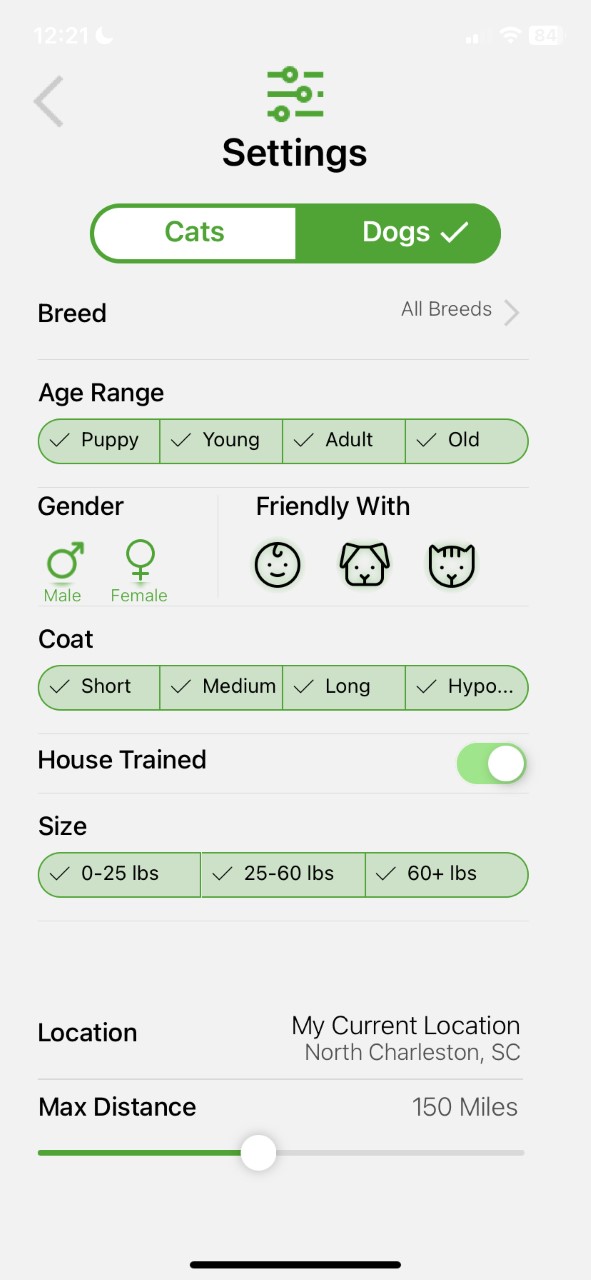 12:21
84
Settings
Cats
Dogs
Breed
All Breeds
Age Range
Puppy Young Adult Old
Gender
Friendly With
Male Female
Coat
Short Medium Long Hypo...
House Trained
Size
0-25 lbs 25-60 lbs 60+ lbs
Location
My Current Location
North Charleston, SC
Max Distance
150 Miles